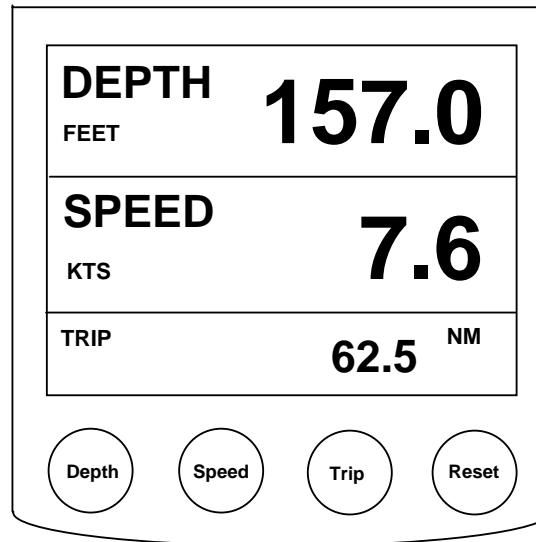 DEPTH 157.0
FEET
SPEED 7.6
KTS
TRIP 62.5 NM
Depth Speed Trip Reset